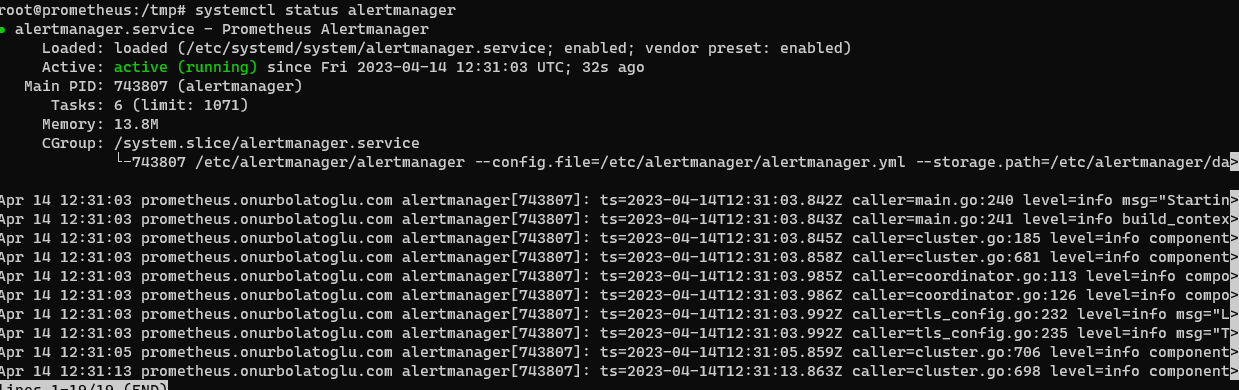 root@prometheus:/tmp# systemctl status alertmanager
● alertmanager.service - Prometheus Alertmanager
Loaded: loaded (/etc/systemd/system/alertmanager.service; enabled; vendor preset: enabled)
Active: active (running) since Fri 2023-04-14 12:31:03 UTC; 32s ago
Main PID: 743807 (alertmanager)
Tasks: 6 (limit: 1071)
Memory: 13.8M
CGroup: /system.slice/alertmanager.service
└─743807 /etc/alertmanager/alertmanager --config.file=/etc/alertmanager/alertmanager.yml --storage.path=/etc/alertmanager/da>
Apr 14 12:31:03 prometheus.onurbolatoglu.com alertmanager[743807]: ts=2023-04-14T12:31:03.842Z caller=main.go:240 level=info msg="Startin>
Apr 14 12:31:03 prometheus.onurbolatoglu.com alertmanager[743807]: ts=2023-04-14T12:31:03.843Z caller=main.go:241 level=info build_contex>
Apr 14 12:31:03 prometheus.onurbolatoglu.com alertmanager[743807]: ts=2023-04-14T12:31:03.845Z caller=cluster.go:185 level=info component>
Apr 14 12:31:03 prometheus.onurbolatoglu.com alertmanager[743807]: ts=2023-04-14T12:31:03.858Z caller=cluster.go:681 level=info component>
Apr 14 12:31:03 prometheus.onurbolatoglu.com alertmanager[743807]: ts=2023-04-14T12:31:03.985Z caller=coordinator.go:113 level=info compo>
Apr 14 12:31:03 prometheus.onurbolatoglu.com alertmanager[743807]: ts=2023-04-14T12:31:03.986Z caller=coordinator.go:126 level=info compo>
Apr 14 12:31:03 prometheus.onurbolatoglu.com alertmanager[743807]: ts=2023-04-14T12:31:03.992Z caller=tls_config.go:232 level=info msg="L>
Apr 14 12:31:03 prometheus.onurbolatoglu.com alertmanager[743807]: ts=2023-04-14T12:31:03.992Z caller=tls_config.go:235 level=info msg="T>
Apr 14 12:31:05 prometheus.onurbolatoglu.com alertmanager[743807]: ts=2023-04-14T12:31:05.859Z caller=cluster.go:706 level=info component>
Apr 14 12:31:13 prometheus.onurbolatoglu.com alertmanager[743807]: ts=2023-04-14T12:31:13.863Z caller=cluster.go:698 level=info component>
lines 1-19/19 (END)